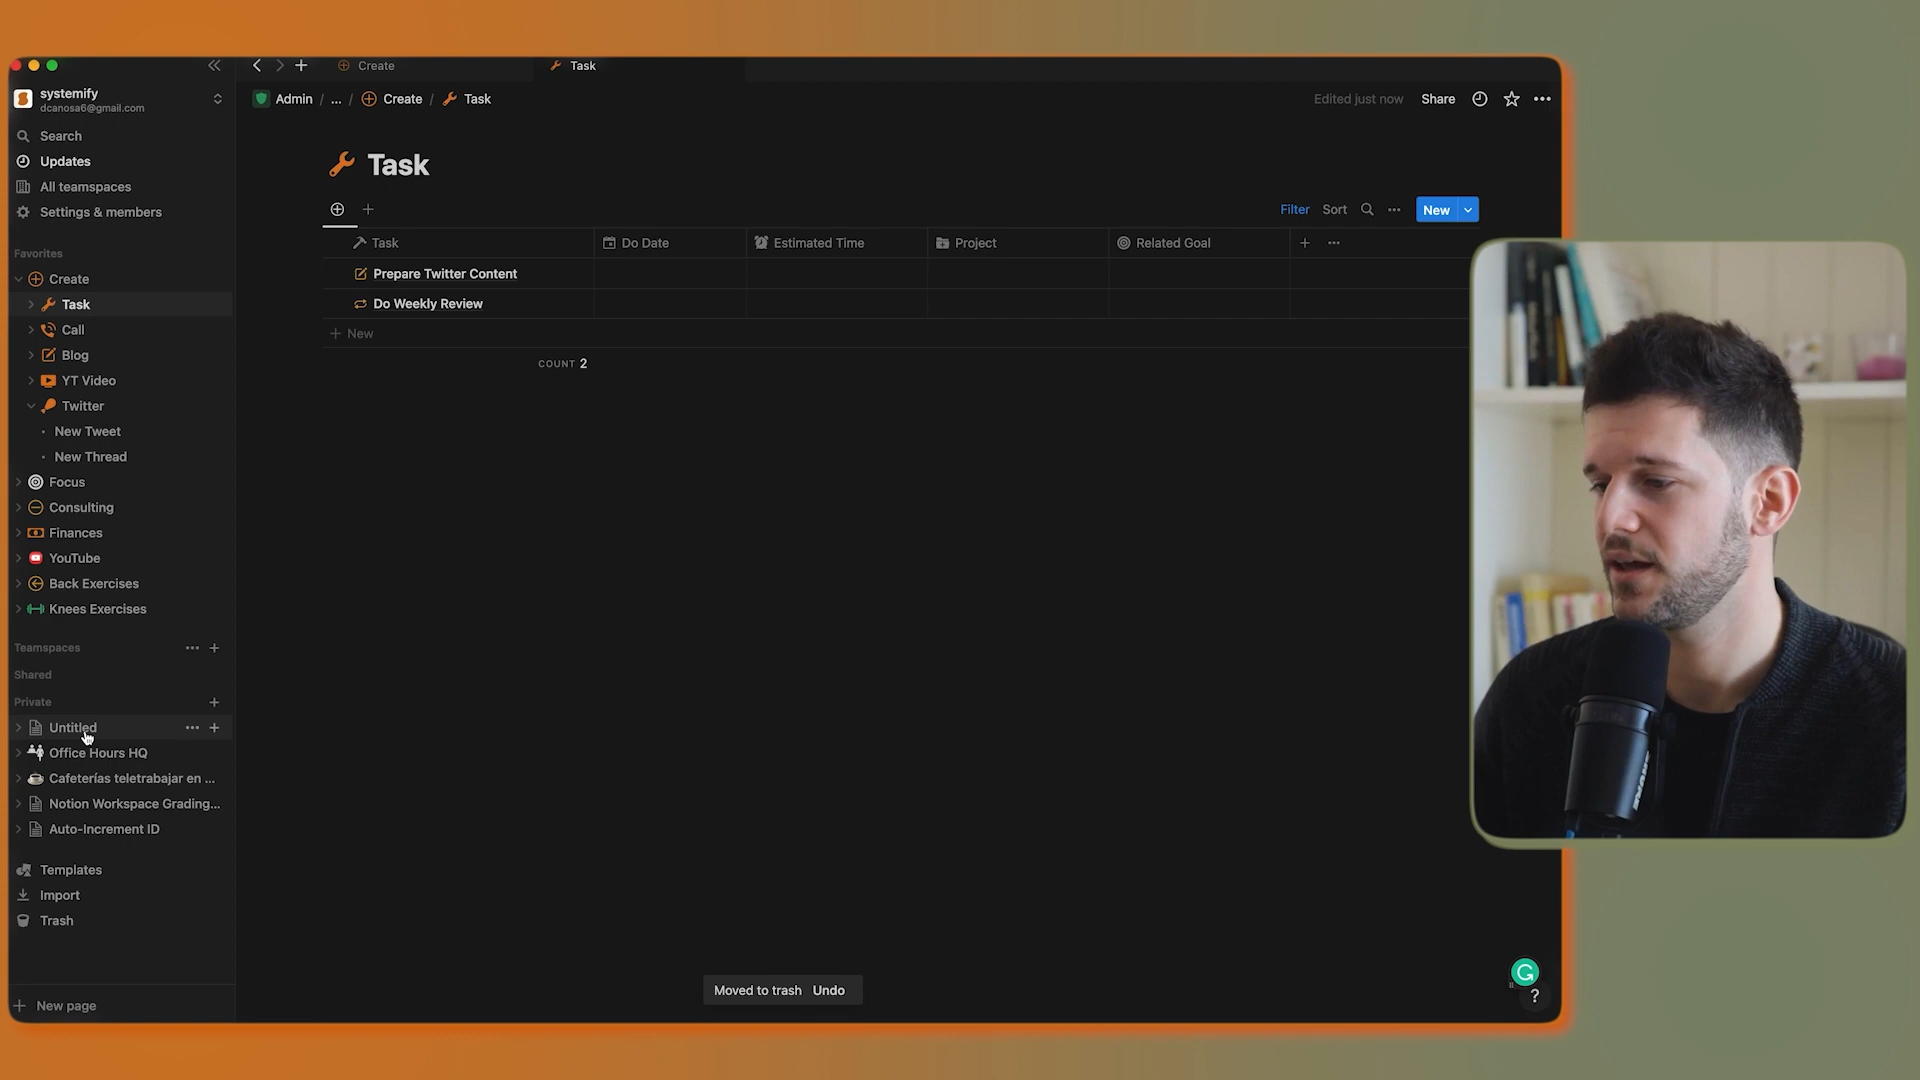 Create
Task
systemify
dcanosa6@gmail.com
Admin / ... / Create / Task
Edited just now
Share
Search
Updates
All teamspaces
Settings & members
Task
Filter
Sort
New
Favorites
Create
Task
Call
Blog
YT Video
Twitter
New Tweet
New Thread
Focus
Consulting
Finances
YouTube
Back Exercises
Knees Exercises
Task
Do Date
Estimated Time
Project
Related Goal
Prepare Twitter Content
Do Weekly Review
+ New
COUNT 2
Teamspaces
Shared
Private
Untitled
Office Hours HQ
Cafeterías teletrabajar en ...
Notion Workspace Grading...
Auto-Increment ID
Templates
Import
Trash
New page
Moved to trash Undo
G
?